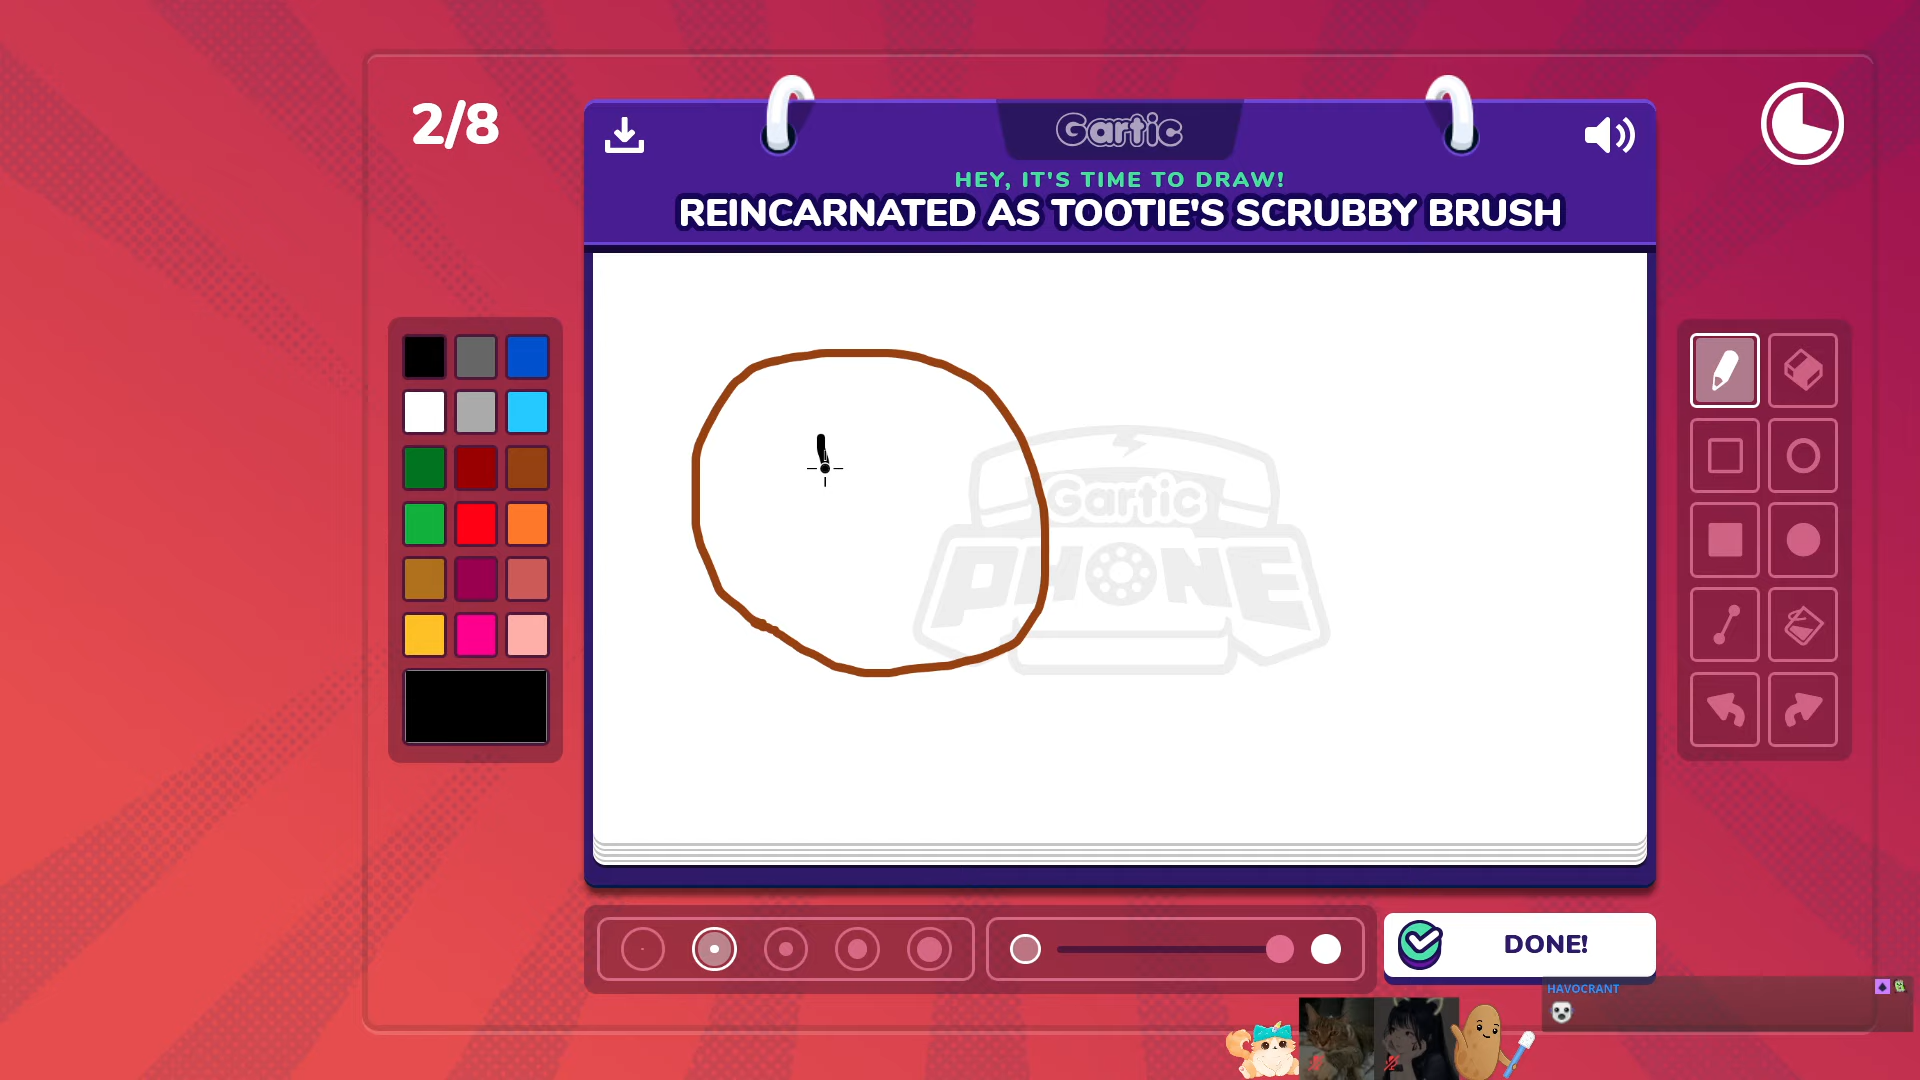 2/8
Gartic
HEY, IT'S TIME TO DRAW!
REINCARNATED AS TOOTIE'S SCRUBBY BRUSH
Gartic
PHONE
DONE!
HAVOCRANT